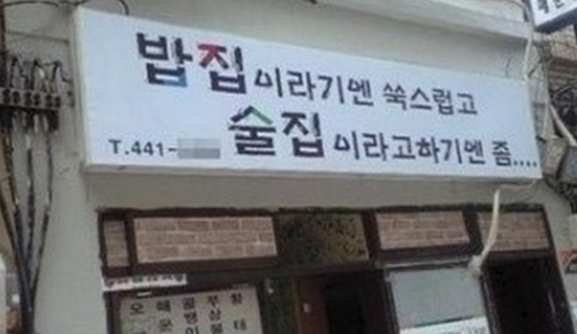 밥집이라기엔 쑥스럽고
T.441-
술집이라고하기엔 좀....